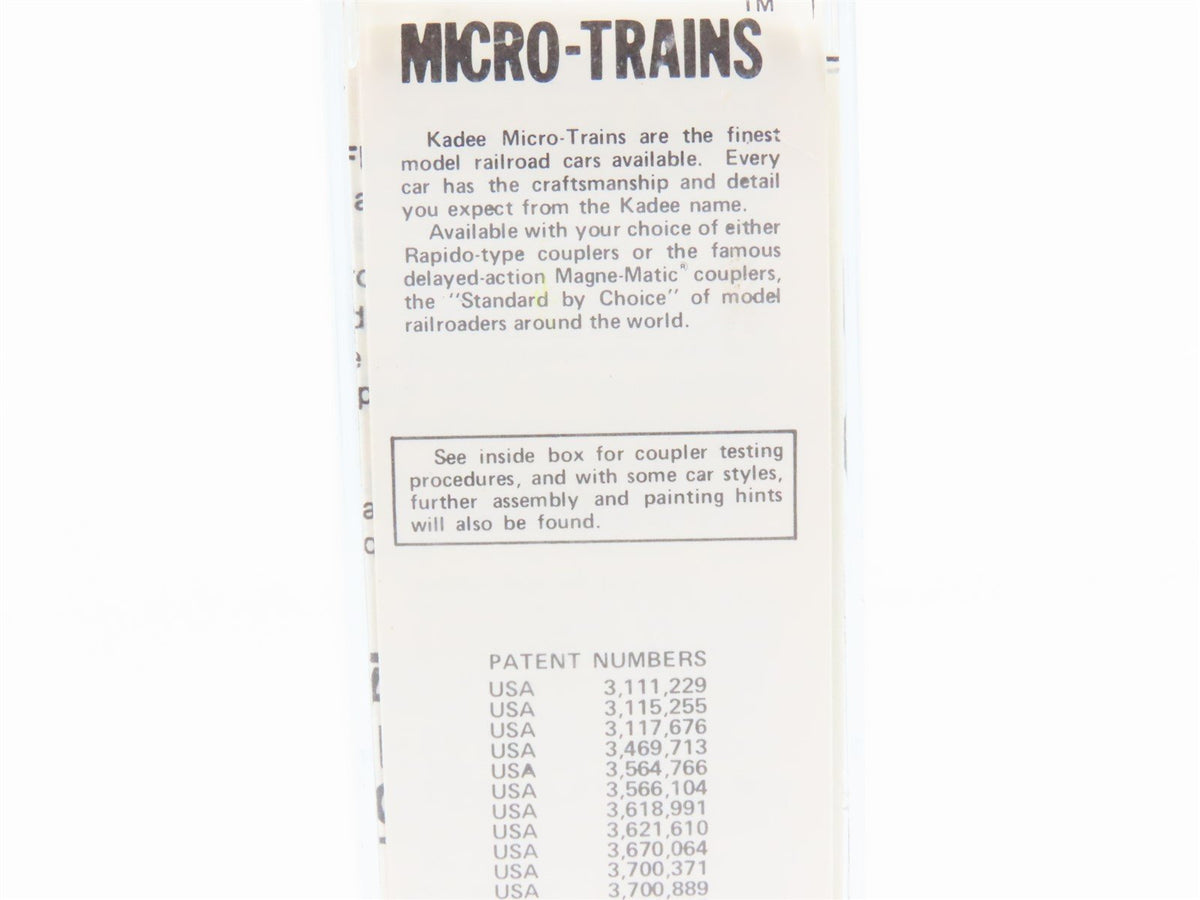 TM
MICRO-TRAINS
Kadee Micro-Trains are the finest
model railroad cars available. Every
car has the craftsmanship and detail
you expect from the Kadee name.
Available with your choice of either
Rapido-type couplers or the famous
delayed-action Magne-Matic® couplers,
the "Standard by Choice" of model
railroaders around the world.
See inside box for coupler testing
procedures, and with some car styles,
further assembly and painting hints
will also be found.
PATENT NUMBERS
USA 3,111,229
USA 3,115,255
USA 3,117,676
USA 3,469,713
USA 3,564,766
USA 3,566,104
USA 3,618,991
USA 3,621,610
USA 3,670,064
USA 3,700,371
USA 3,700,889